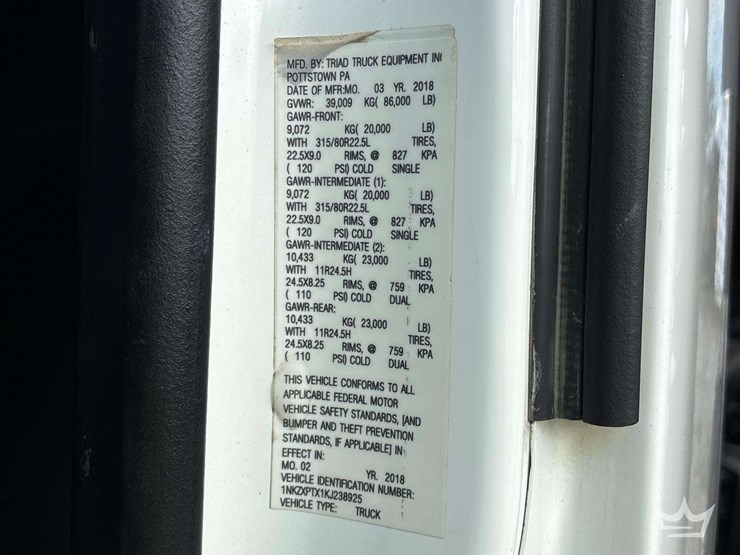 MFD. BY: TRIAD TRUCK EQUIPMENT IN
POTTSTOWN PA
DATE OF MFR:MO. 03 YR. 2018
GVWR: 39,009 KG( 86,000 LB)
GAWR-FRONT:
9,072 KG( 20,000 LB)
WITH 315/80R22.5L TIRES,
22.5X9.0 RIMS, @ 827 KPA
( 120 PSI) COLD SINGLE
GAWR-INTERMEDIATE (1):
9,072 KG( 20,000 LB)
WITH 315/80R22.5L TIRES,
22.5X9.0 RIMS, @ 827 KPA
( 120 PSI) COLD SINGLE
GAWR-INTERMEDIATE (2):
10,433 KG( 23,000 LB)
WITH 11R24.5H TIRES,
24.5X8.25 RIMS, @ 759 KPA
( 110 PSI) COLD DUAL
GAWR-REAR:
10,433 KG( 23,000 LB)
WITH 11R24.5H TIRES,
24.5X8.25 RIMS, @ 759 KPA
( 110 PSI) COLD DUAL
THIS VEHICLE CONFORMS TO ALL
APPLICABLE FEDERAL MOTOR
VEHICLE SAFETY STANDARDS, [AND
BUMPER AND THEFT PREVENTION
STANDARDS, IF APPLICABLE] IN
EFFECT IN:
MO. 02 YR. 2018
VEHICLE IDENTIFICATION NUMBER:
1NKZXPTX1KJ238925
VEHICLE TYPE: TRUCK